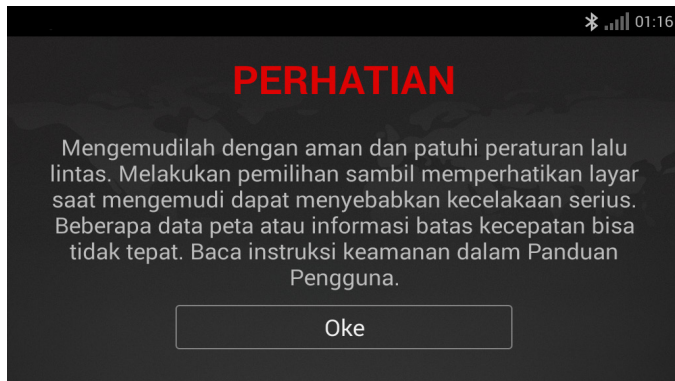 01:16
PERHATIAN
Mengemudilah dengan aman dan patuhi peraturan lalu
lintas. Melakukan pemilihan sambil memperhatikan layar
saat mengemudi dapat menyebabkan kecelakaan serius.
Beberapa data peta atau informasi batas kecepatan bisa
tidak tepat. Baca instruksi keamanan dalam Panduan
Pengguna.
Oke